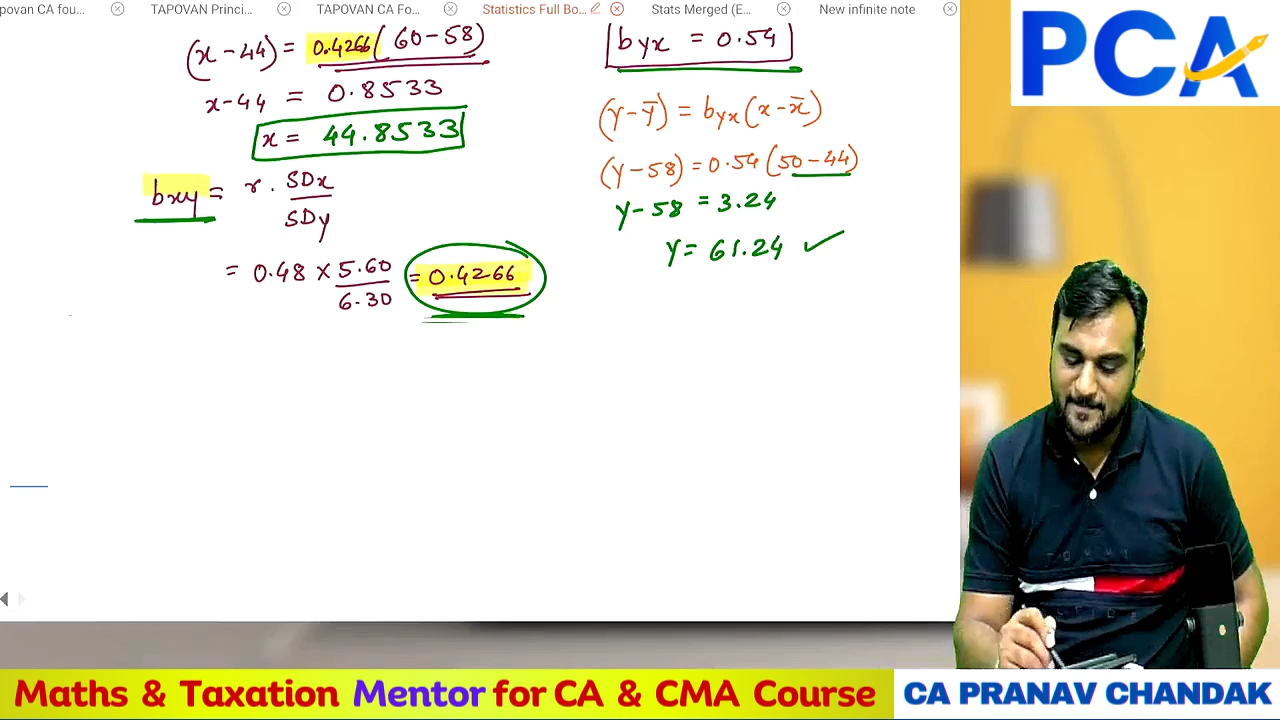 povan CA fou...
TAPOVAN Princi...
TAPOVAN CA Fo...
Statistics Full Bo...
Stats Merged (E...
New infinite note
(x-44) = 0.4266(60-58)
x-44 = 0.8533
x = 44.8533
bxy = r. SDx
SDy
= 0.48 × 5.60 = 0.4266
6.30
byx = 0.54
(y-ȳ) = byx(x-x̄)
(y-58) = 0.54(50-44)
y-58 = 3.24
y = 61.24 ✓
PCA
TOMMY
Maths & Taxation Mentor for CA & CMA Course
CA PRANAV CHANDAK